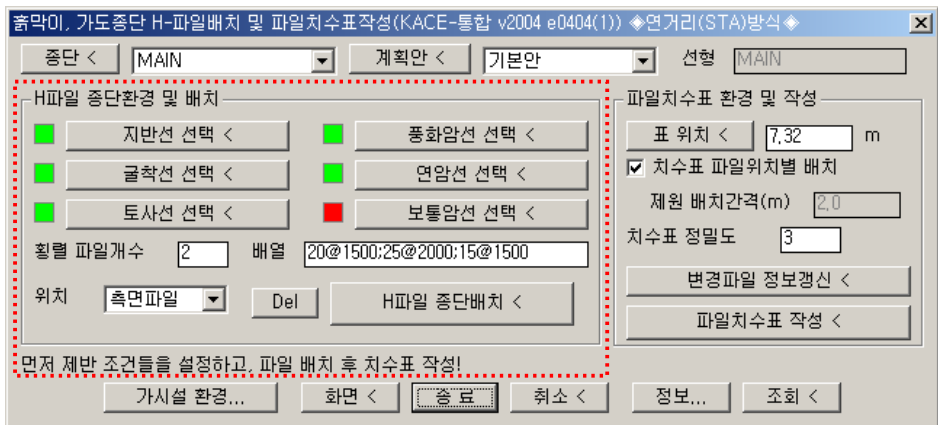 흙막이, 가도종단 H-파일배치 및 파일치수표작성(KACE-통합 v2004 e0404(1)) ◈연거리(STA)방식◈
종단 < MAIN 계획안 < 기본안 선형 MAIN
H파일 종단환경 및 배치
지반선 선택 < 풍화암선 선택 <
굴착선 선택 < 연암선 선택 <
토사선 선택 < 보통암선 선택 <
횡렬 파일개수 2 배열 20@1500;25@2000;15@1500
위치 측면파일 Del H파일 종단배치 <
먼저 제반 조건들을 설정하고, 파일 배치 후 치수표 작성!
파일치수표 환경 및 작성
표 위치 < 7,32 m
치수표 파일위치별 배치
제원 배치간격(m) 2,0
치수표 정밀도 3
변경파일 정보갱신 <
파일치수표 작성 <
가시설 환경... 화면 < 종 료 취소 < 정보... 조회 <